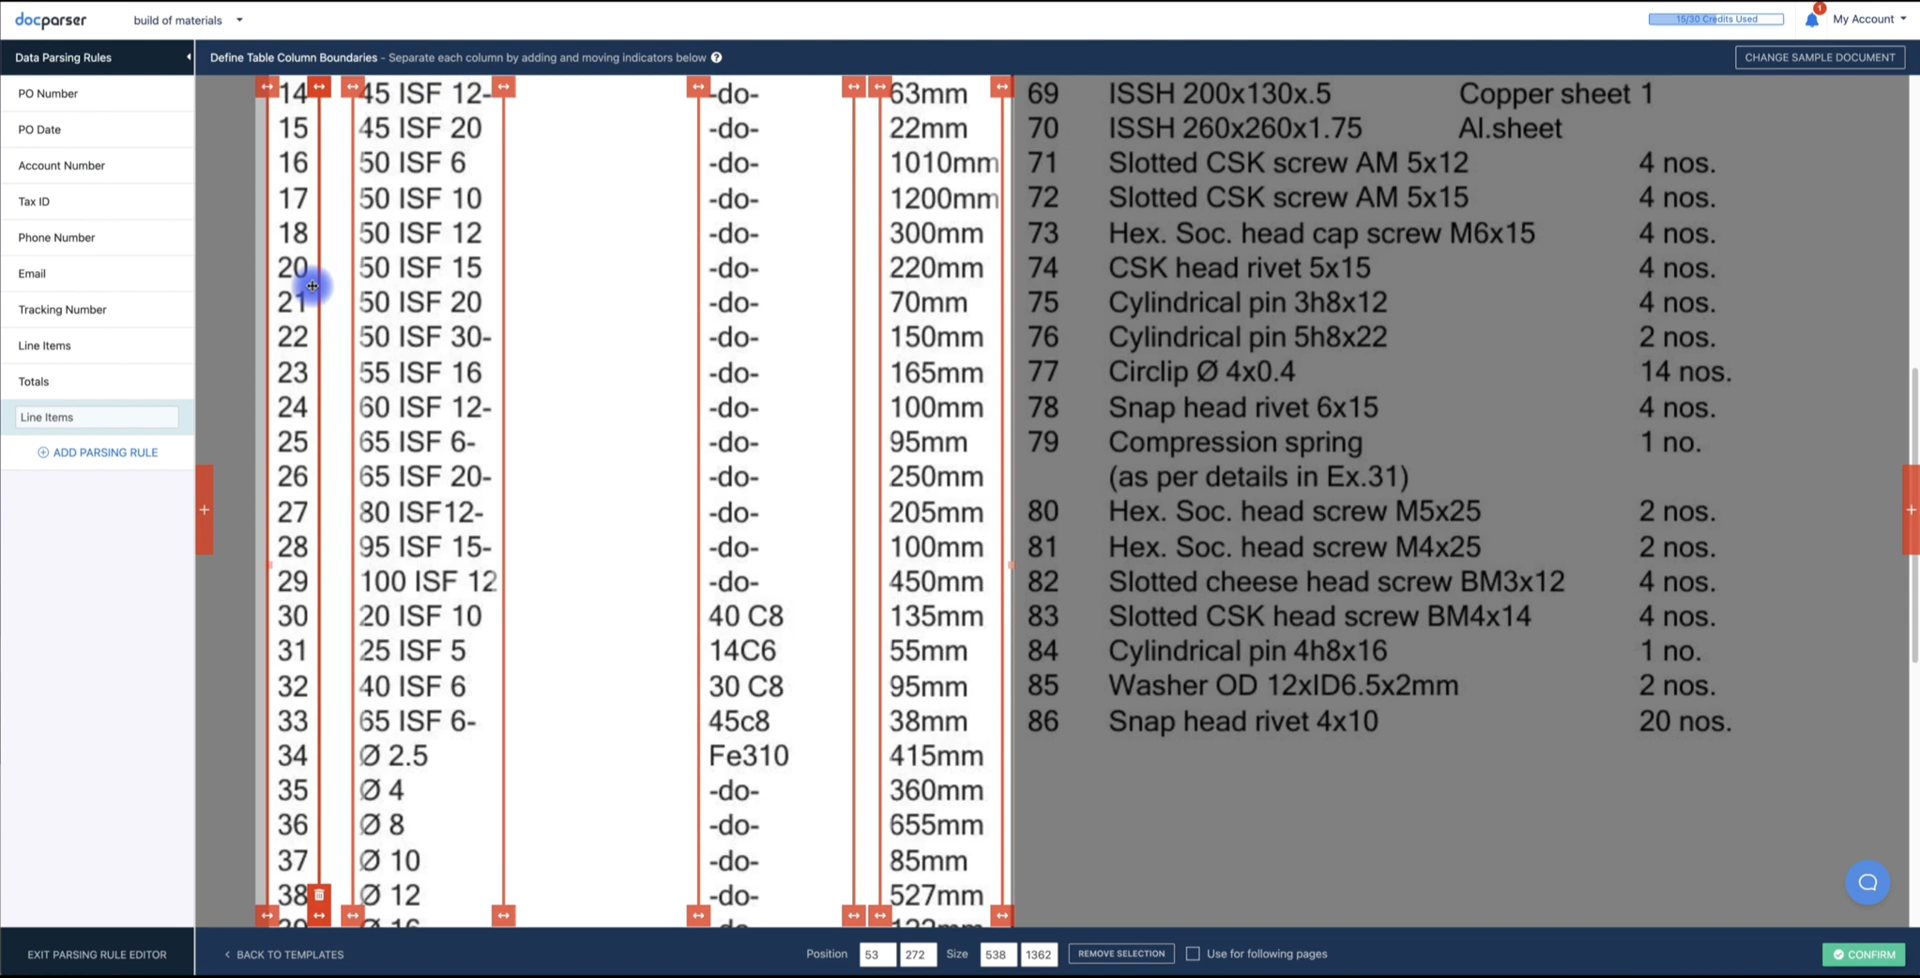 docparser
build of materials
15/30 Credits Used
1
My Account
Data Parsing Rules
Define Table Column Boundaries - Separate each column by adding and moving indicators below ?
CHANGE SAMPLE DOCUMENT
PO Number
PO Date
Account Number
Tax ID
Phone Number
Email
Tracking Number
Line Items
Totals
Line Items
ADD PARSING RULE
14 45 ISF 12- -do- 63mm
15 45 ISF 20 -do- 22mm
16 50 ISF 6 -do- 1010mm
17 50 ISF 10 -do- 1200mm
18 50 ISF 12 -do- 300mm
20 50 ISF 15 -do- 220mm
21 50 ISF 20 -do- 70mm
22 50 ISF 30- -do- 150mm
23 55 ISF 16 -do- 165mm
24 60 ISF 12- -do- 100mm
25 65 ISF 6- -do- 95mm
26 65 ISF 20- -do- 250mm
27 80 ISF12- -do- 205mm
28 95 ISF 15- -do- 100mm
29 100 ISF 12 -do- 450mm
30 20 ISF 10 40 C8 135mm
31 25 ISF 5 14C6 55mm
32 40 ISF 6 30 C8 95mm
33 65 ISF 6- 45c8 38mm
34 Ø 2.5 Fe310 415mm
35 Ø 4 -do- 360mm
36 Ø 8 -do- 655mm
37 Ø 10 -do- 85mm
38 Ø 12 -do- 527mm
69 ISSH 200x130x.5 Copper sheet 1
70 ISSH 260x260x1.75 Al.sheet
71 Slotted CSK screw AM 5x12 4 nos.
72 Slotted CSK screw AM 5x15 4 nos.
73 Hex. Soc. head cap screw M6x15 4 nos.
74 CSK head rivet 5x15 4 nos.
75 Cylindrical pin 3h8x12 4 nos.
76 Cylindrical pin 5h8x22 2 nos.
77 Circlip Ø 4x0.4 14 nos.
78 Snap head rivet 6x15 4 nos.
79 Compression spring 1 no.
(as per details in Ex.31)
80 Hex. Soc. head screw M5x25 2 nos.
81 Hex. Soc. head screw M4x25 2 nos.
82 Slotted cheese head screw BM3x12 4 nos.
83 Slotted CSK head screw BM4x14 4 nos.
84 Cylindrical pin 4h8x16 1 no.
85 Washer OD 12xID6.5x2mm 2 nos.
86 Snap head rivet 4x10 20 nos.
EXIT PARSING RULE EDITOR
BACK TO TEMPLATES
Position 53 272 Size 538 1362 REMOVE SELECTION Use for following pages
CONFIRM